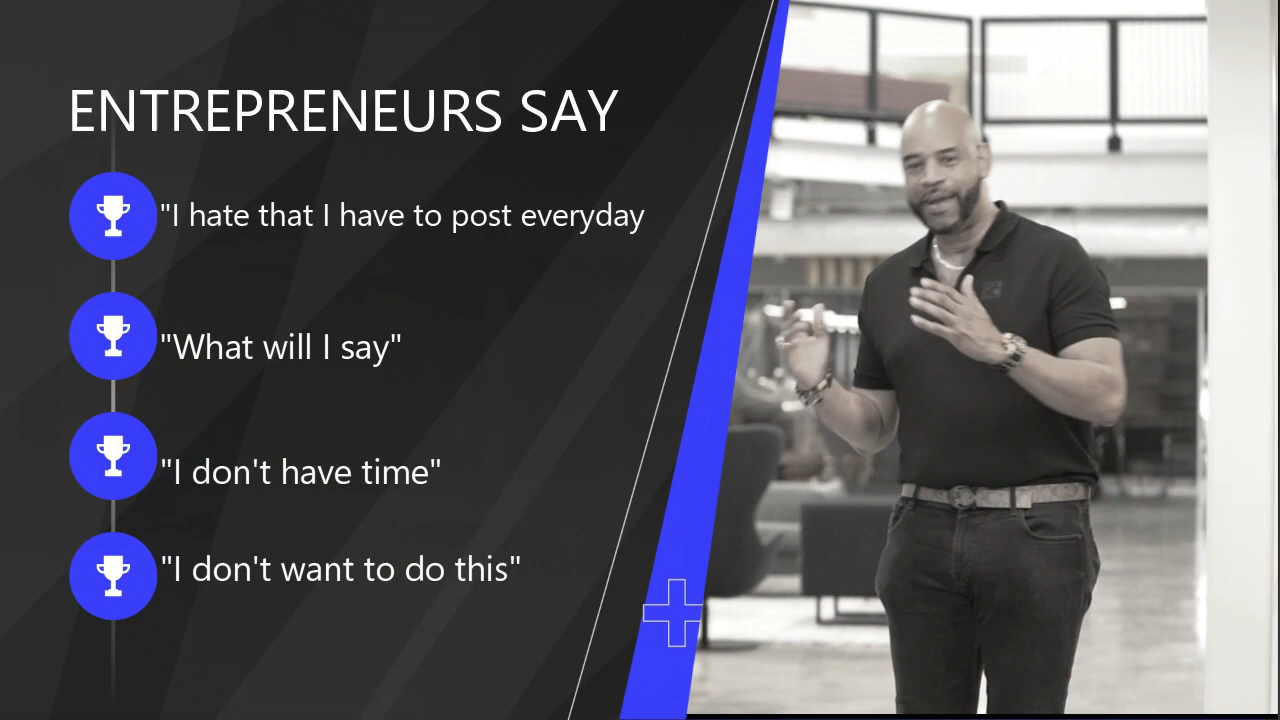 ENTREPRENEURS SAY
"I hate that I have to post everyday
"What will I say"
"I don't have time"
"I don't want to do this"